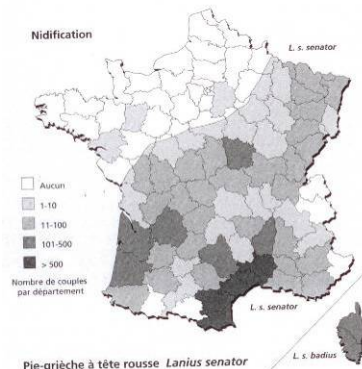 Nidification
L. s. senator
Aucun
1-10
11-100
101-500
> 500
Nombre de couples
par département
L. s. senator
L. s. badius
Pie-grièche à tête rousse Lanius senator